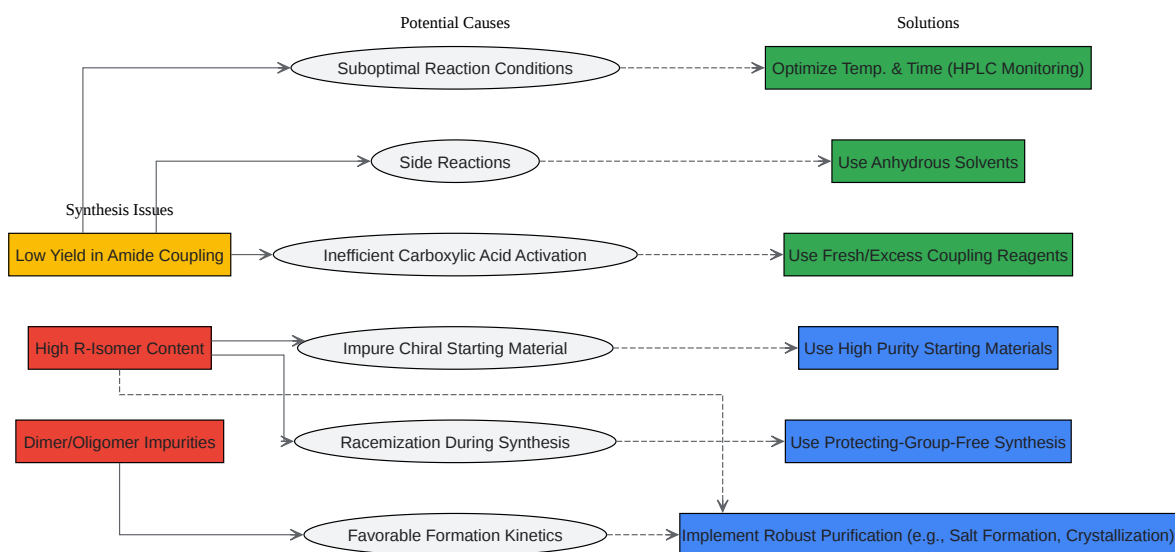 Potential Causes
Solutions
Suboptimal Reaction Conditions
Optimize Temp. & Time (HPLC Monitoring)
Side Reactions
Use Anhydrous Solvents
Synthesis Issues
Low Yield in Amide Coupling
Inefficient Carboxylic Acid Activation
Use Fresh/Excess Coupling Reagents
High R-Isomer Content
Impure Chiral Starting Material
Use High Purity Starting Materials
Dimer/Oligomer Impurities
Racemization During Synthesis
Use Protecting-Group-Free Synthesis
Favorable Formation Kinetics
Implement Robust Purification (e.g., Salt Formation, Crystallization)